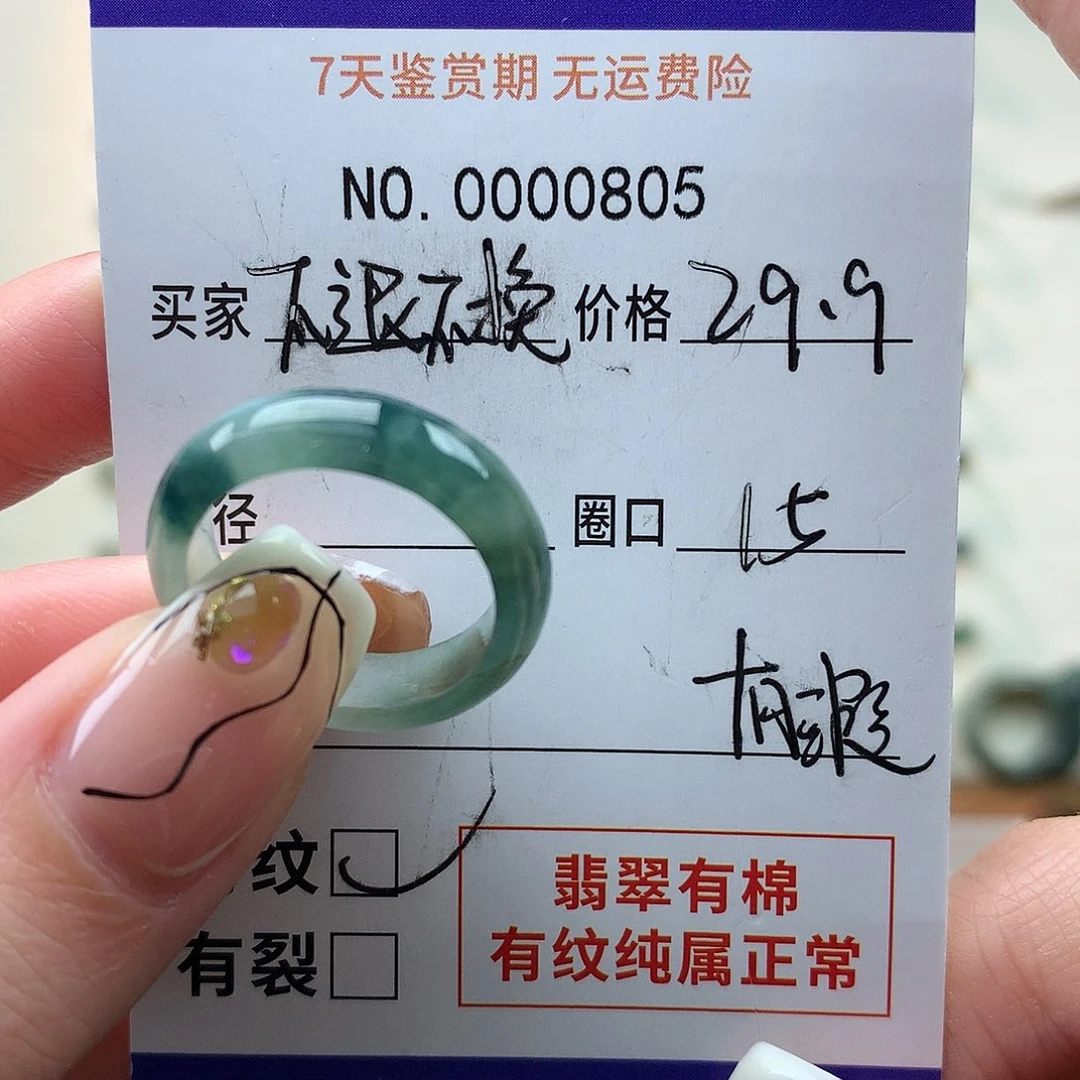 7天鉴赏期 无运费险
NO. 0000805
买家 不退不换 价格 29.9
径 圈口 15
有瑕
纹
有裂
翡翠有棉
有纹纯属正常